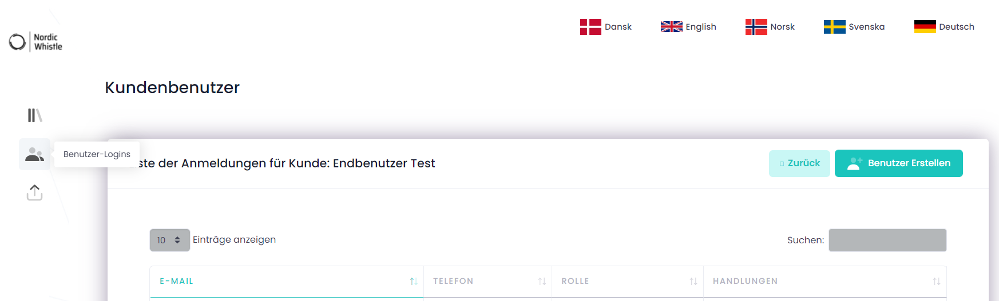 Nordic
Whistle
Dansk English Norsk Svenska Deutsch
Kundenbenutzer
Benutzer-Logins
ste der Anmeldungen für Kunde: Endbenutzer Test
Zurück
Benutzer Erstellen
10 Einträge anzeigen
Suchen:
E-MAIL TELEFON ROLLE HANDLUNGEN